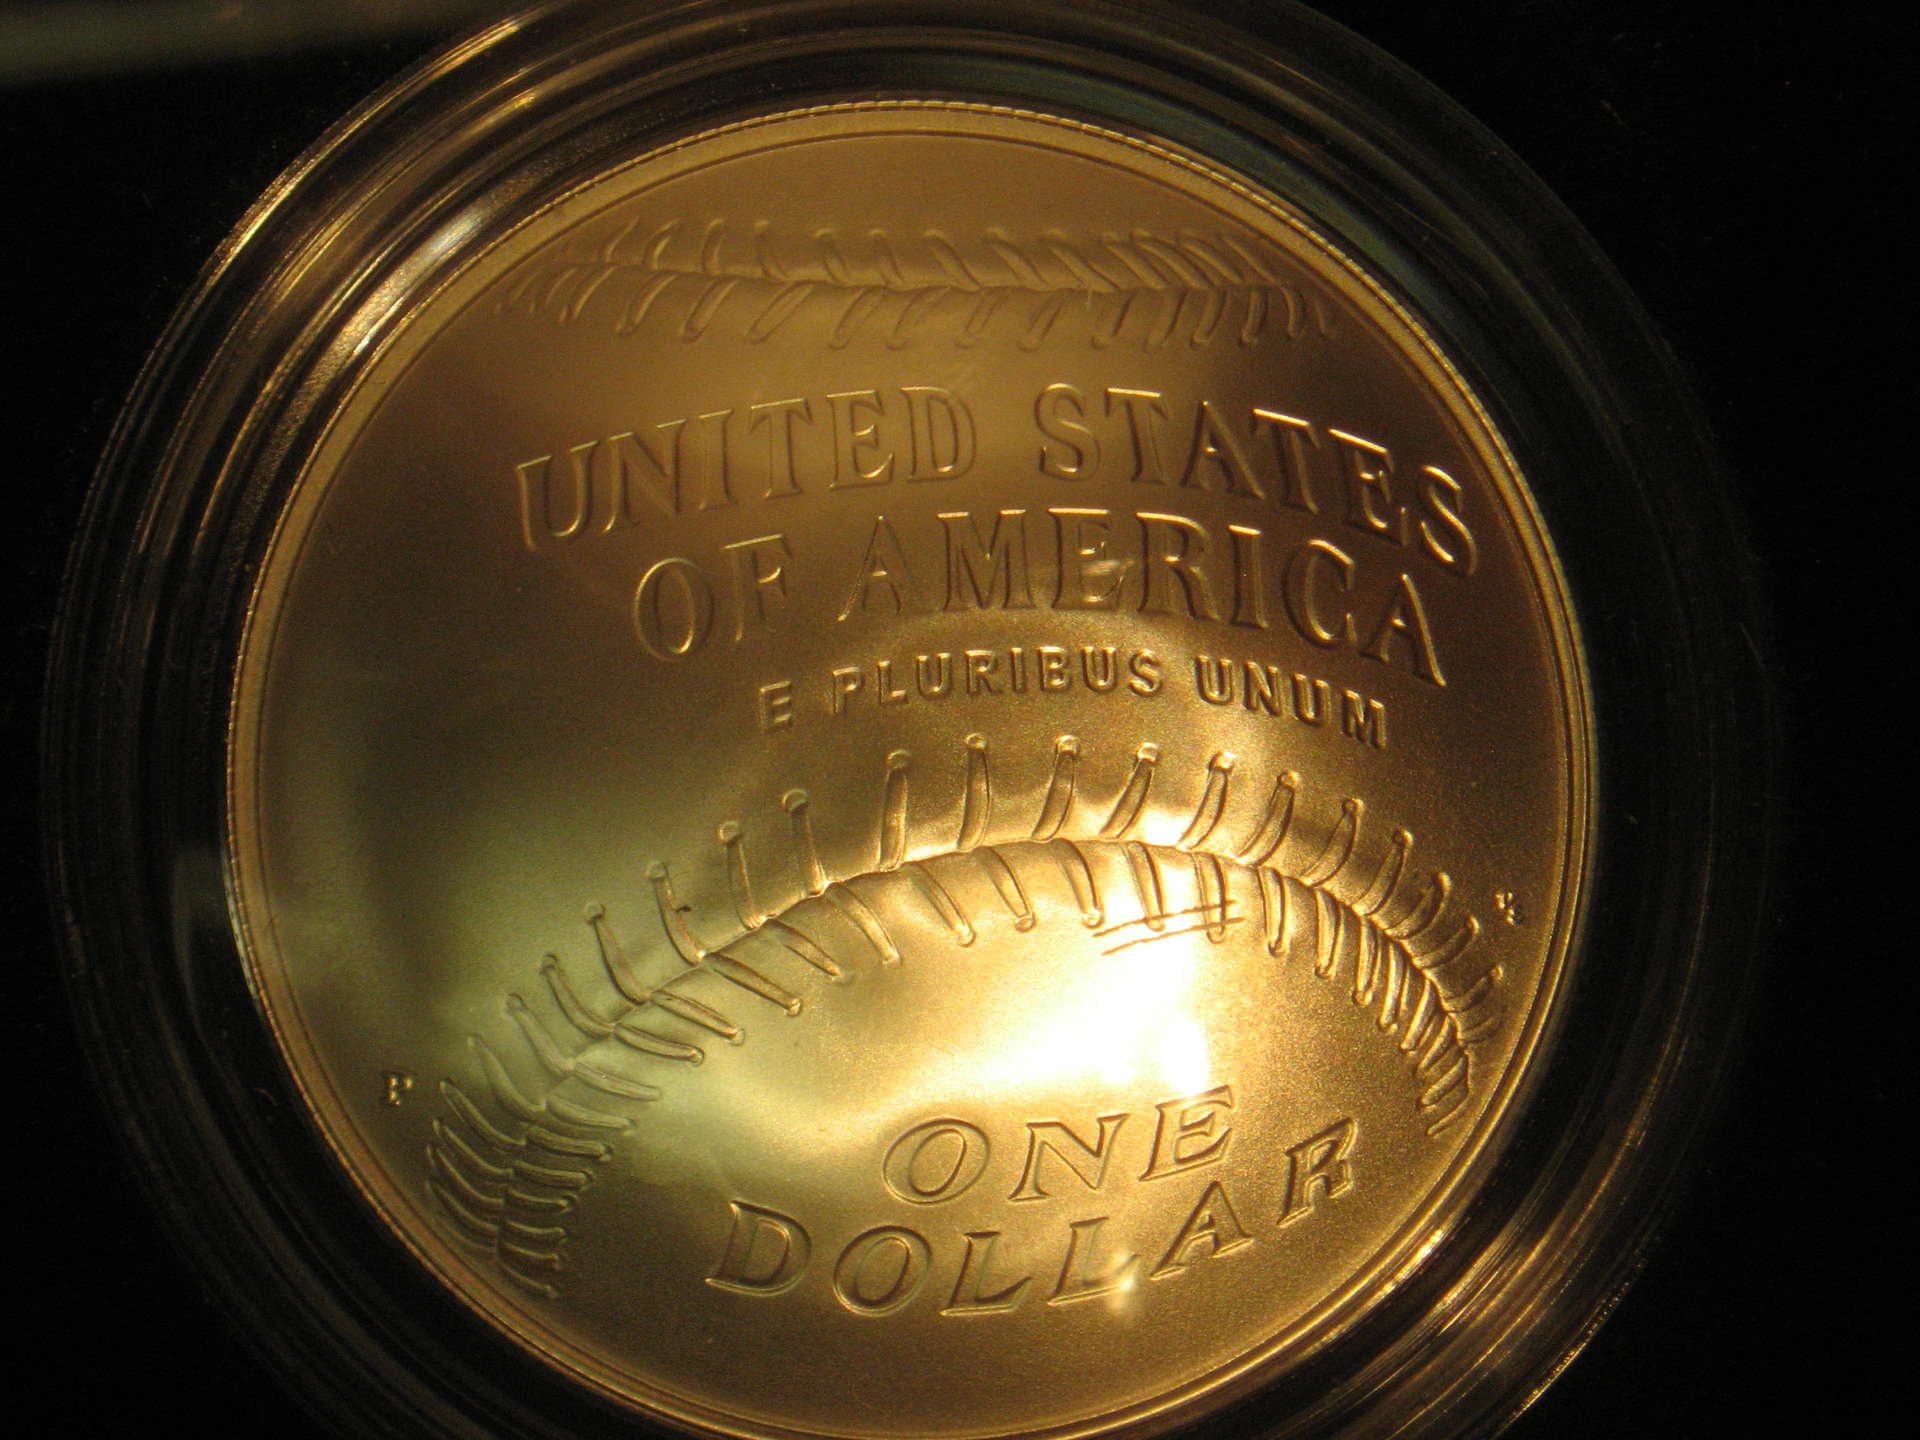 UNITED STATES
OF AMERICA
E PLURIBUS UNUM
P
ONE
DOLLAR